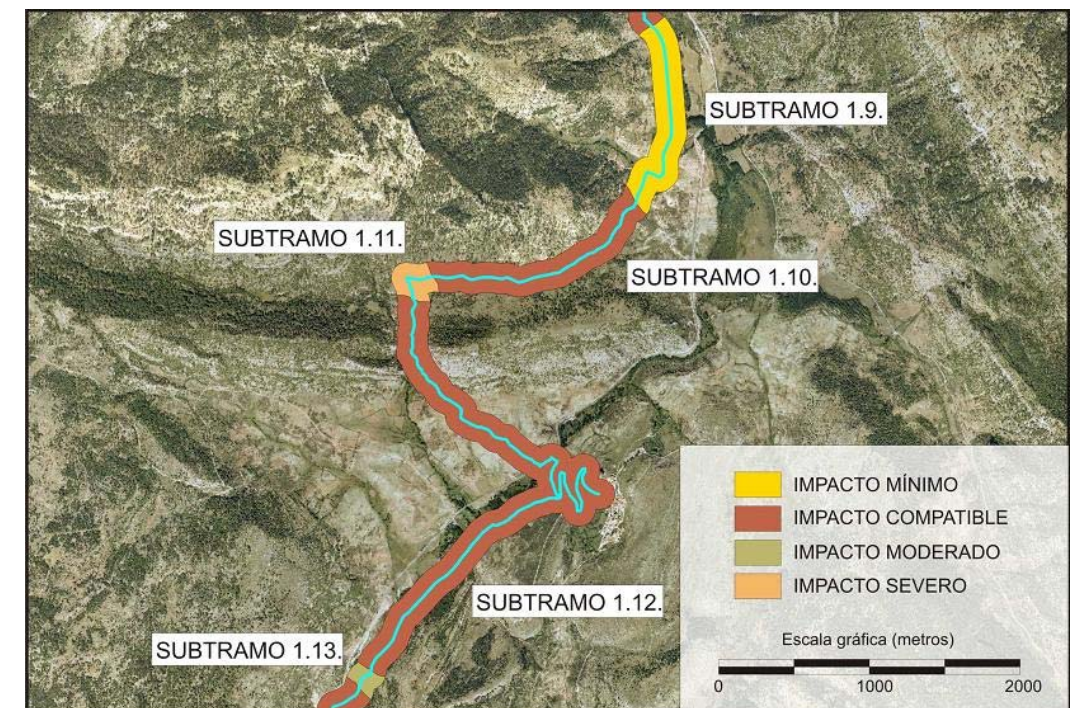 SUBTRAMO 1.9.
SUBTRAMO 1.11.
SUBTRAMO 1.10.
IMPACTO MÍNIMO
IMPACTO COMPATIBLE
IMPACTO MODERADO
IMPACTO SEVERO
SUBTRAMO 1.12.
SUBTRAMO 1.13.
Escala gráfica (metros)
0 1000 2000